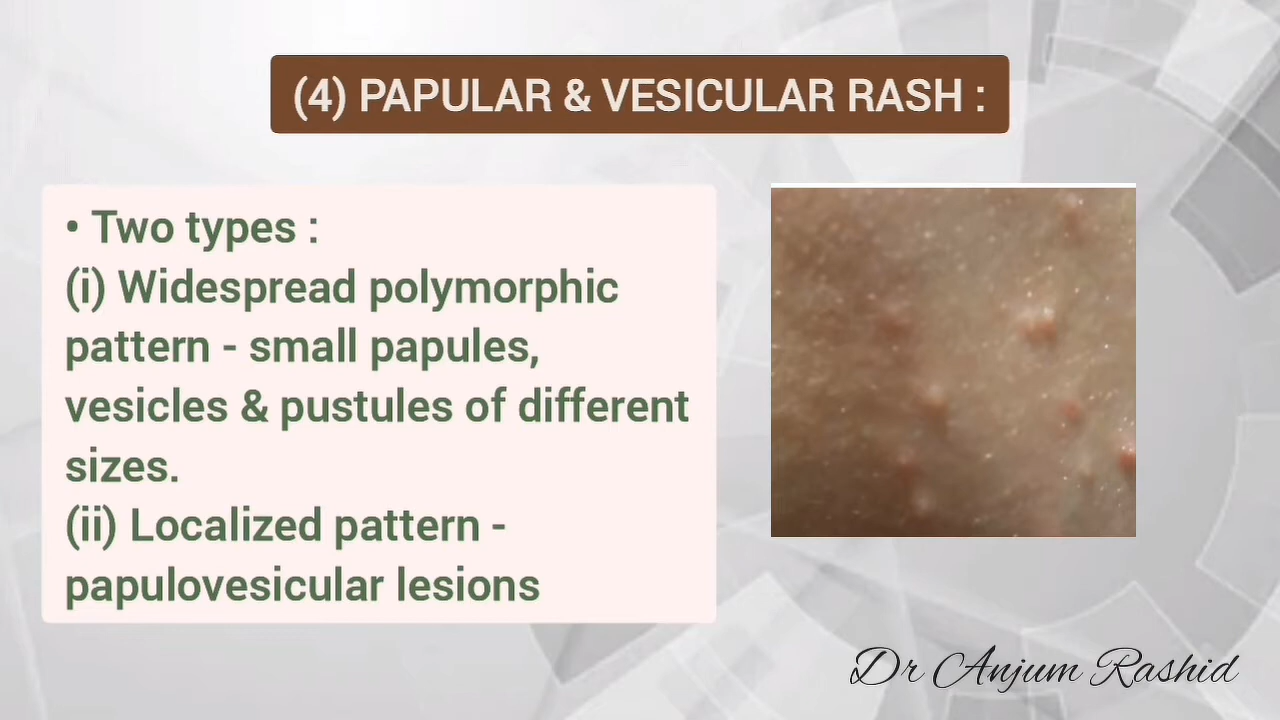 (4) PAPULAR & VESICULAR RASH :
• Two types :
(i) Widespread polymorphic
pattern - small papules,
vesicles & pustules of different
sizes.
(ii) Localized pattern -
papulovesicular lesions
Dr Anjum Rashid